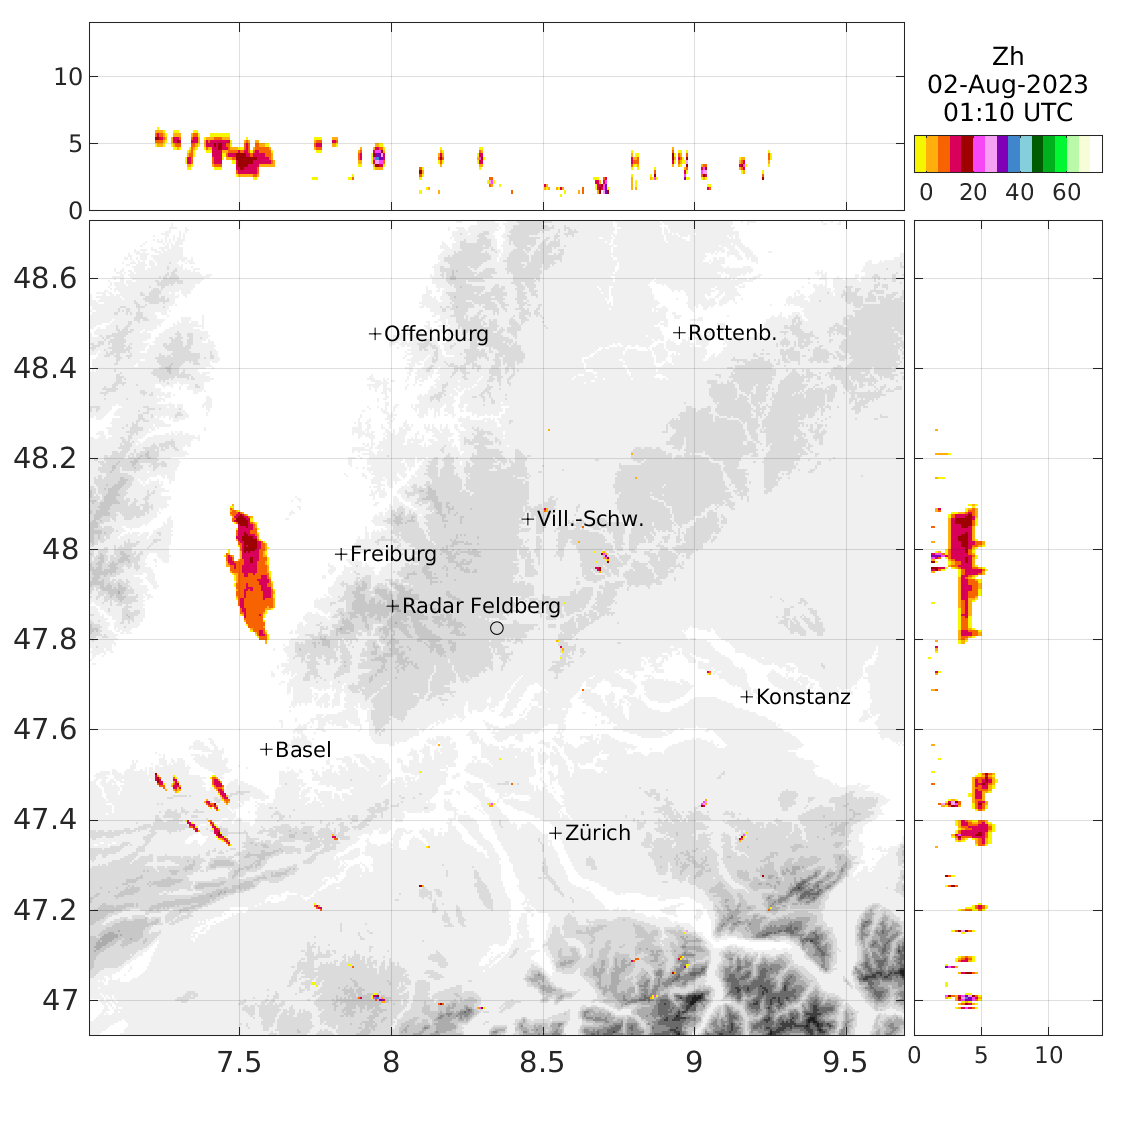 10
5
0
Zh
02-Aug-2023
01:10 UTC
0 20 40 60
48.6
48.4
48.2
48
47.8
47.6
47.4
47.2
47
Offenburg
Rottenb.
Vill.-Schw.
Freiburg
Radar Feldberg
Konstanz
Basel
Zürich
7.5 8 8.5 9 9.5
0 5 10